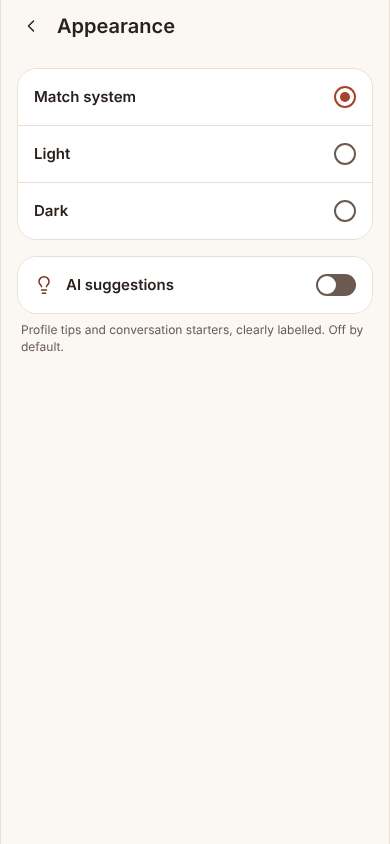 Appearance
Match system
Light
Dark
AI suggestions
Profile tips and conversation starters, clearly labelled. Off by
default.